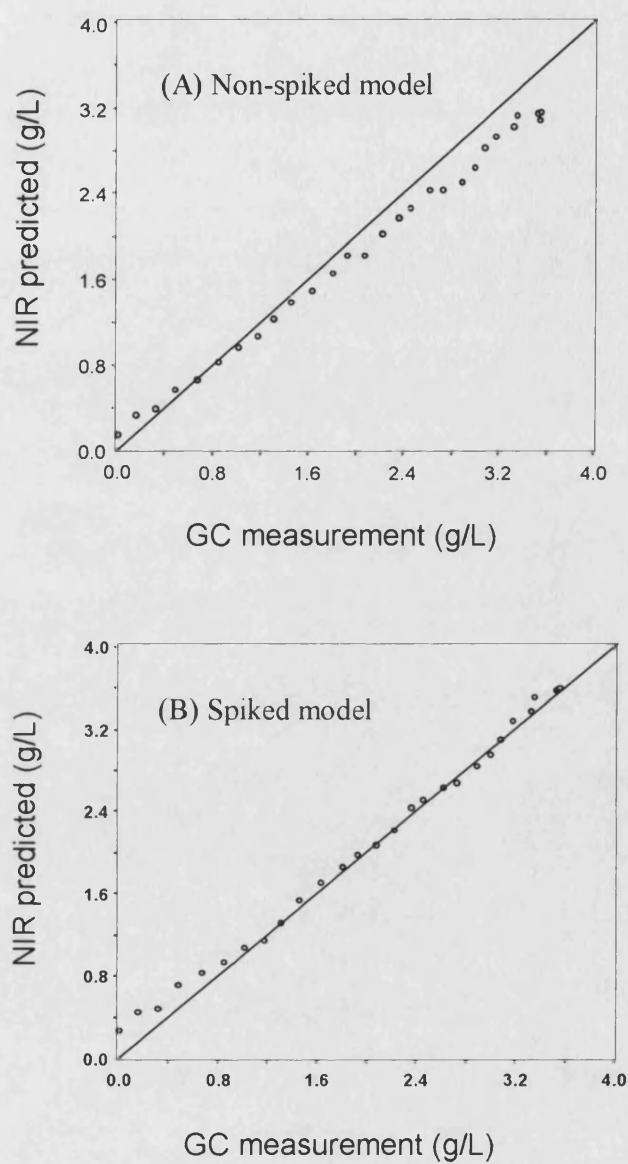 4.0
(A) Non-spiked model
3.2
2.4
1.6
0.8
0.0
NIR predicted (g/L)
0.0 0.8 1.6 2.4 3.2 4.0
GC measurement (g/L)
4.0
(B) Spiked model
3.2
2.4
1.6
0.8
0.0
NIR predicted (g/L)
0.0 0.8 1.6 2.4 3.2 4.0
GC measurement (g/L)